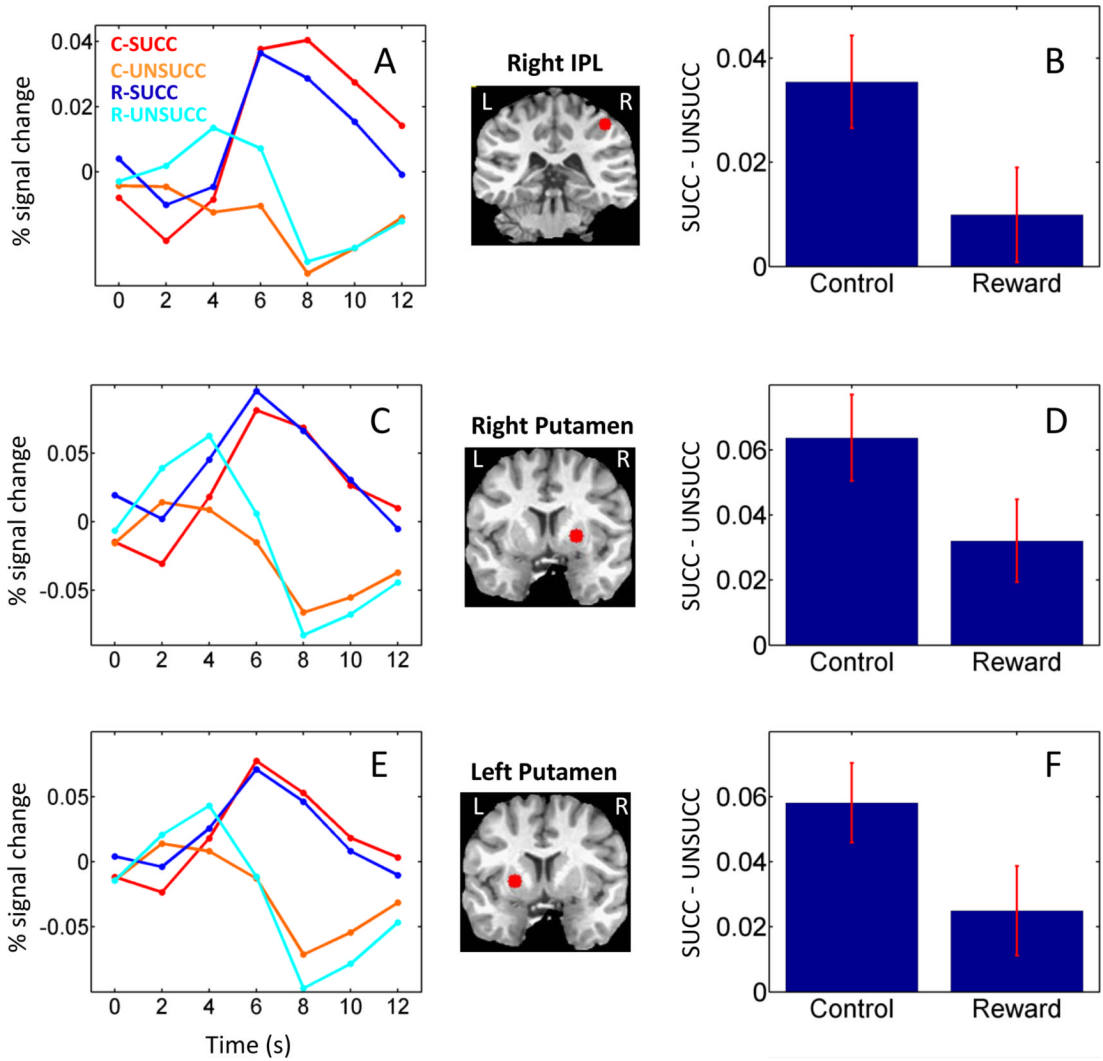 A
C-SUCC
C-UNSUCC
R-SUCC
R-UNSUCC
% signal change
0.04
0.02
0
0 2 4 6 8 10 12
Right IPL
L R
B
SUCC - UNSUCC
0.04
0.02
0
Control Reward
C
% signal change
0.05
0
-0.05
0 2 4 6 8 10 12
Right Putamen
L R
D
SUCC - UNSUCC
0.06
0.04
0.02
0
Control Reward
E
% signal change
0.05
0
-0.05
0 2 4 6 8 10 12
Time (s)
Left Putamen
L R
F
SUCC - UNSUCC
0.06
0.04
0.02
0
Control Reward